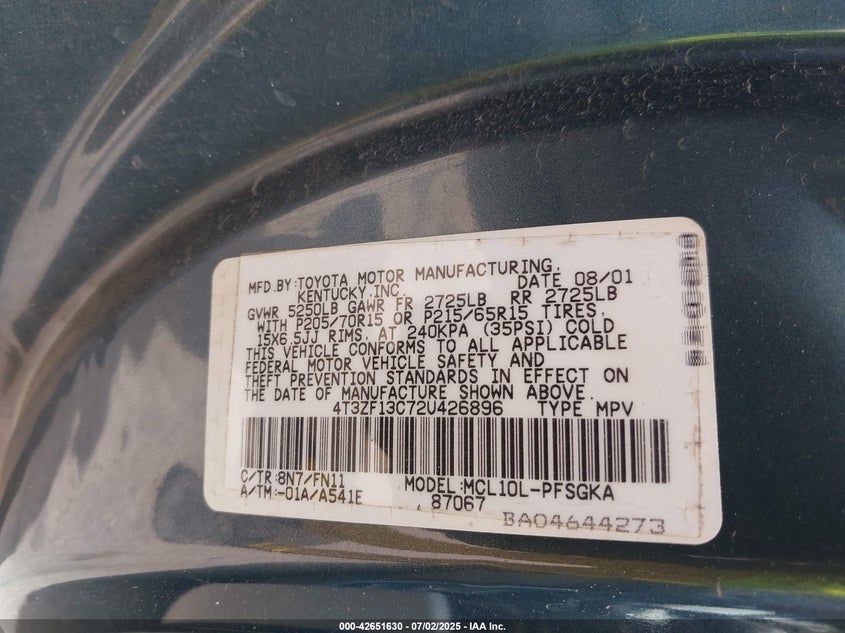 MFD.BY:TOYOTA MOTOR MANUFACTURING,
KENTUCKY,INC. DATE 08/01
GVWR 5250LB GAWR FR 2725LB RR 2725LB
WITH P205/70R15 OR P215/65R15 TIRES,
15X6.5JJ RIMS, AT 240KPA (35PSI) COLD
THIS VEHICLE CONFORMS TO ALL APPLICABLE
FEDERAL MOTOR VEHICLE SAFETY AND
THEFT PREVENTION STANDARDS IN EFFECT ON
THE DATE OF MANUFACTURE SHOWN ABOVE.
4T3ZF13C72U426896 TYPE MPV
C/TR:8N7/FN11 MODEL:MCL10L-PFSGKA
A/TM:-01A/A541E 87067
BA04644273
000-42651630 - 07/02/2025 - IAA Inc.